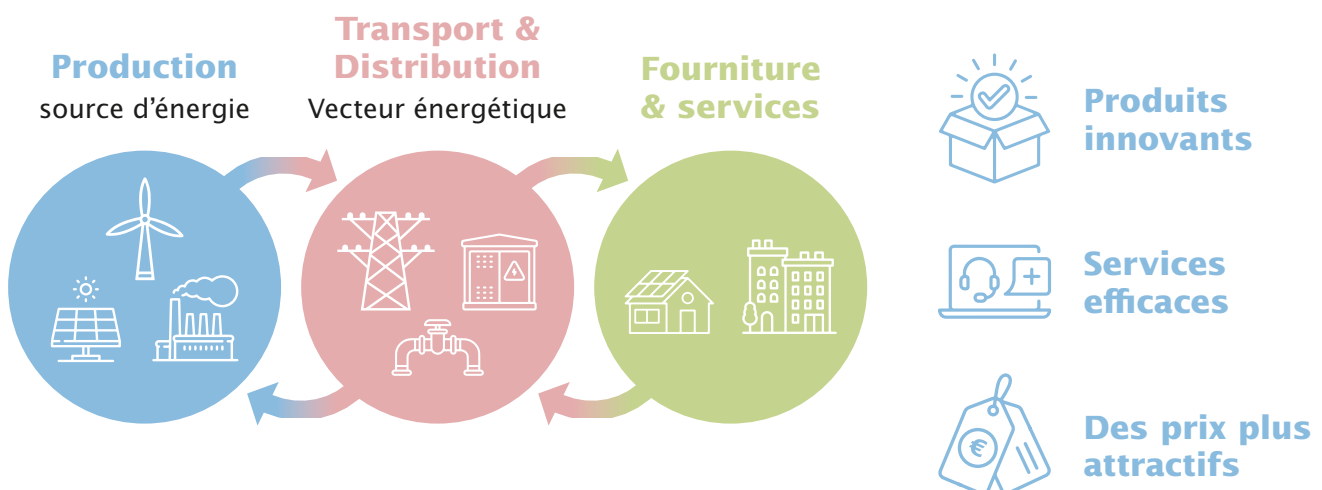 Production
source d'énergie
Transport &
Distribution
Vecteur énergétique
Fourniture
& services
Produits
innovants
Services
efficaces
€
Des prix plus
attractifs